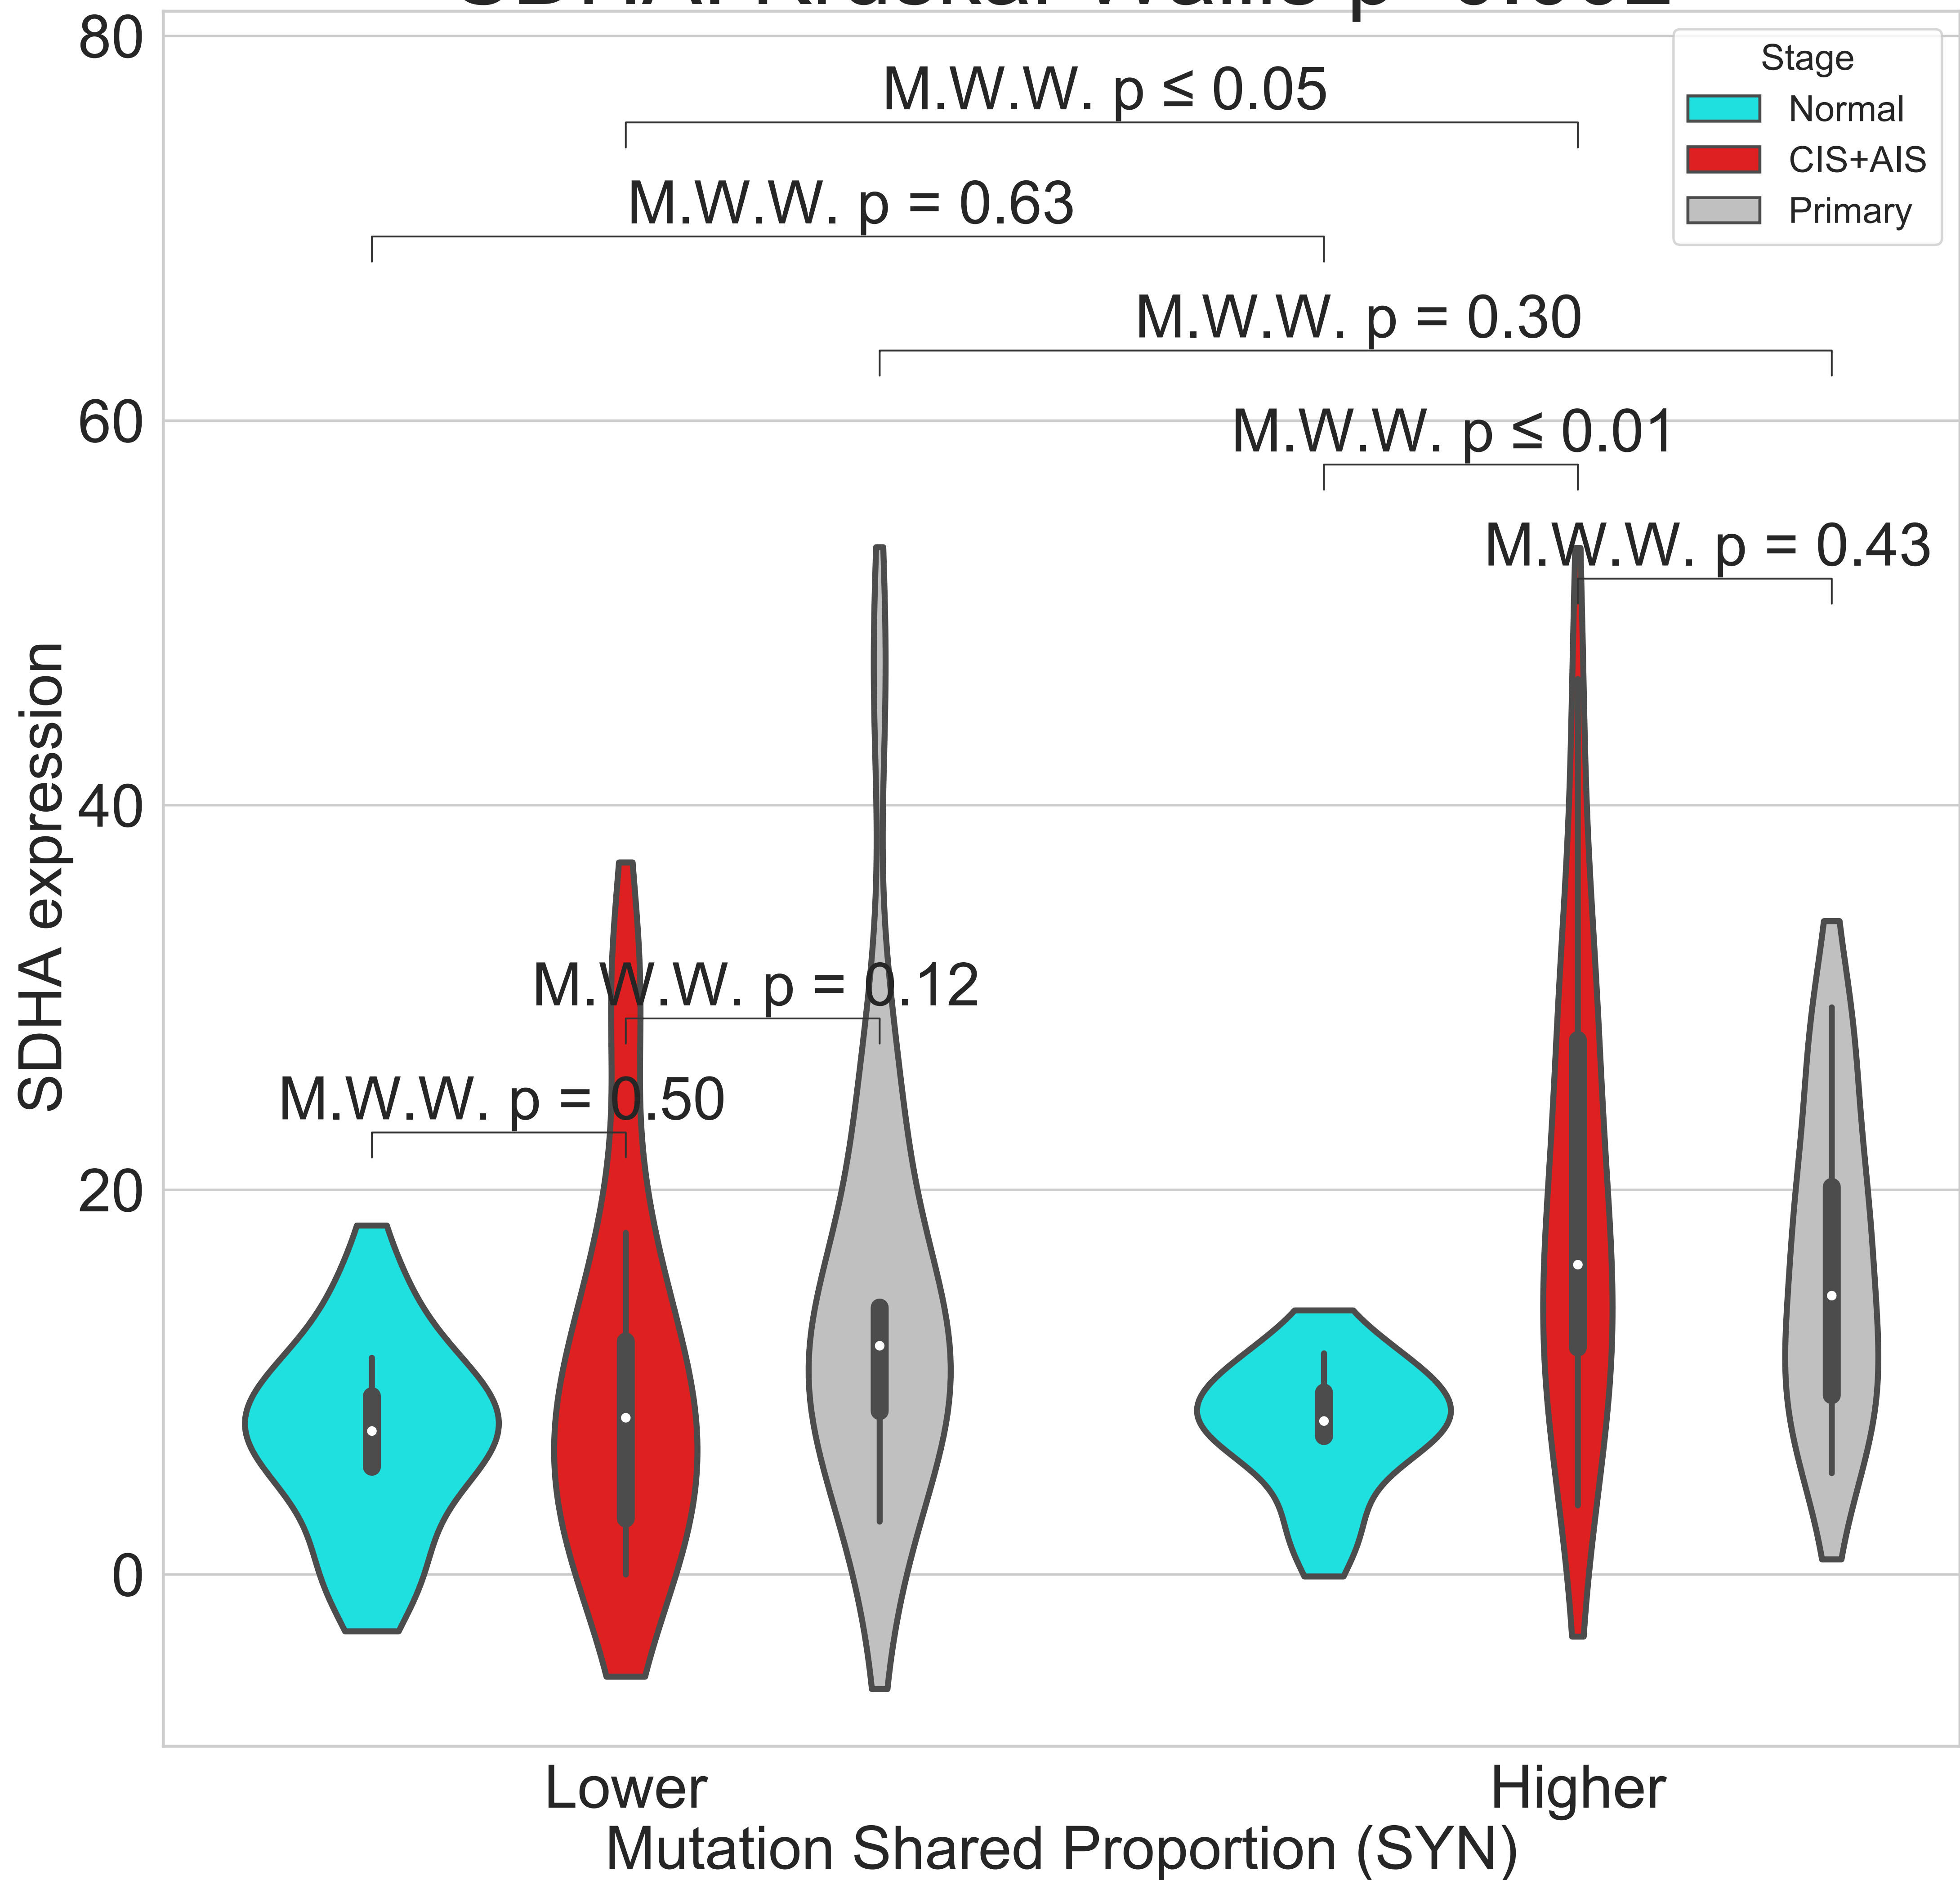 80
M.W.W. p ≤ 0.05
Stage
Normal
CIS+AIS
Primary
M.W.W. p = 0.63
M.W.W. p = 0.30
60
M.W.W. p ≤ 0.01
M.W.W. p = 0.43
SDHA expression
40
M.W.W. p = 0.12
M.W.W. p = 0.50
20
0
Lower
Higher
Mutation Shared Proportion (SYN)